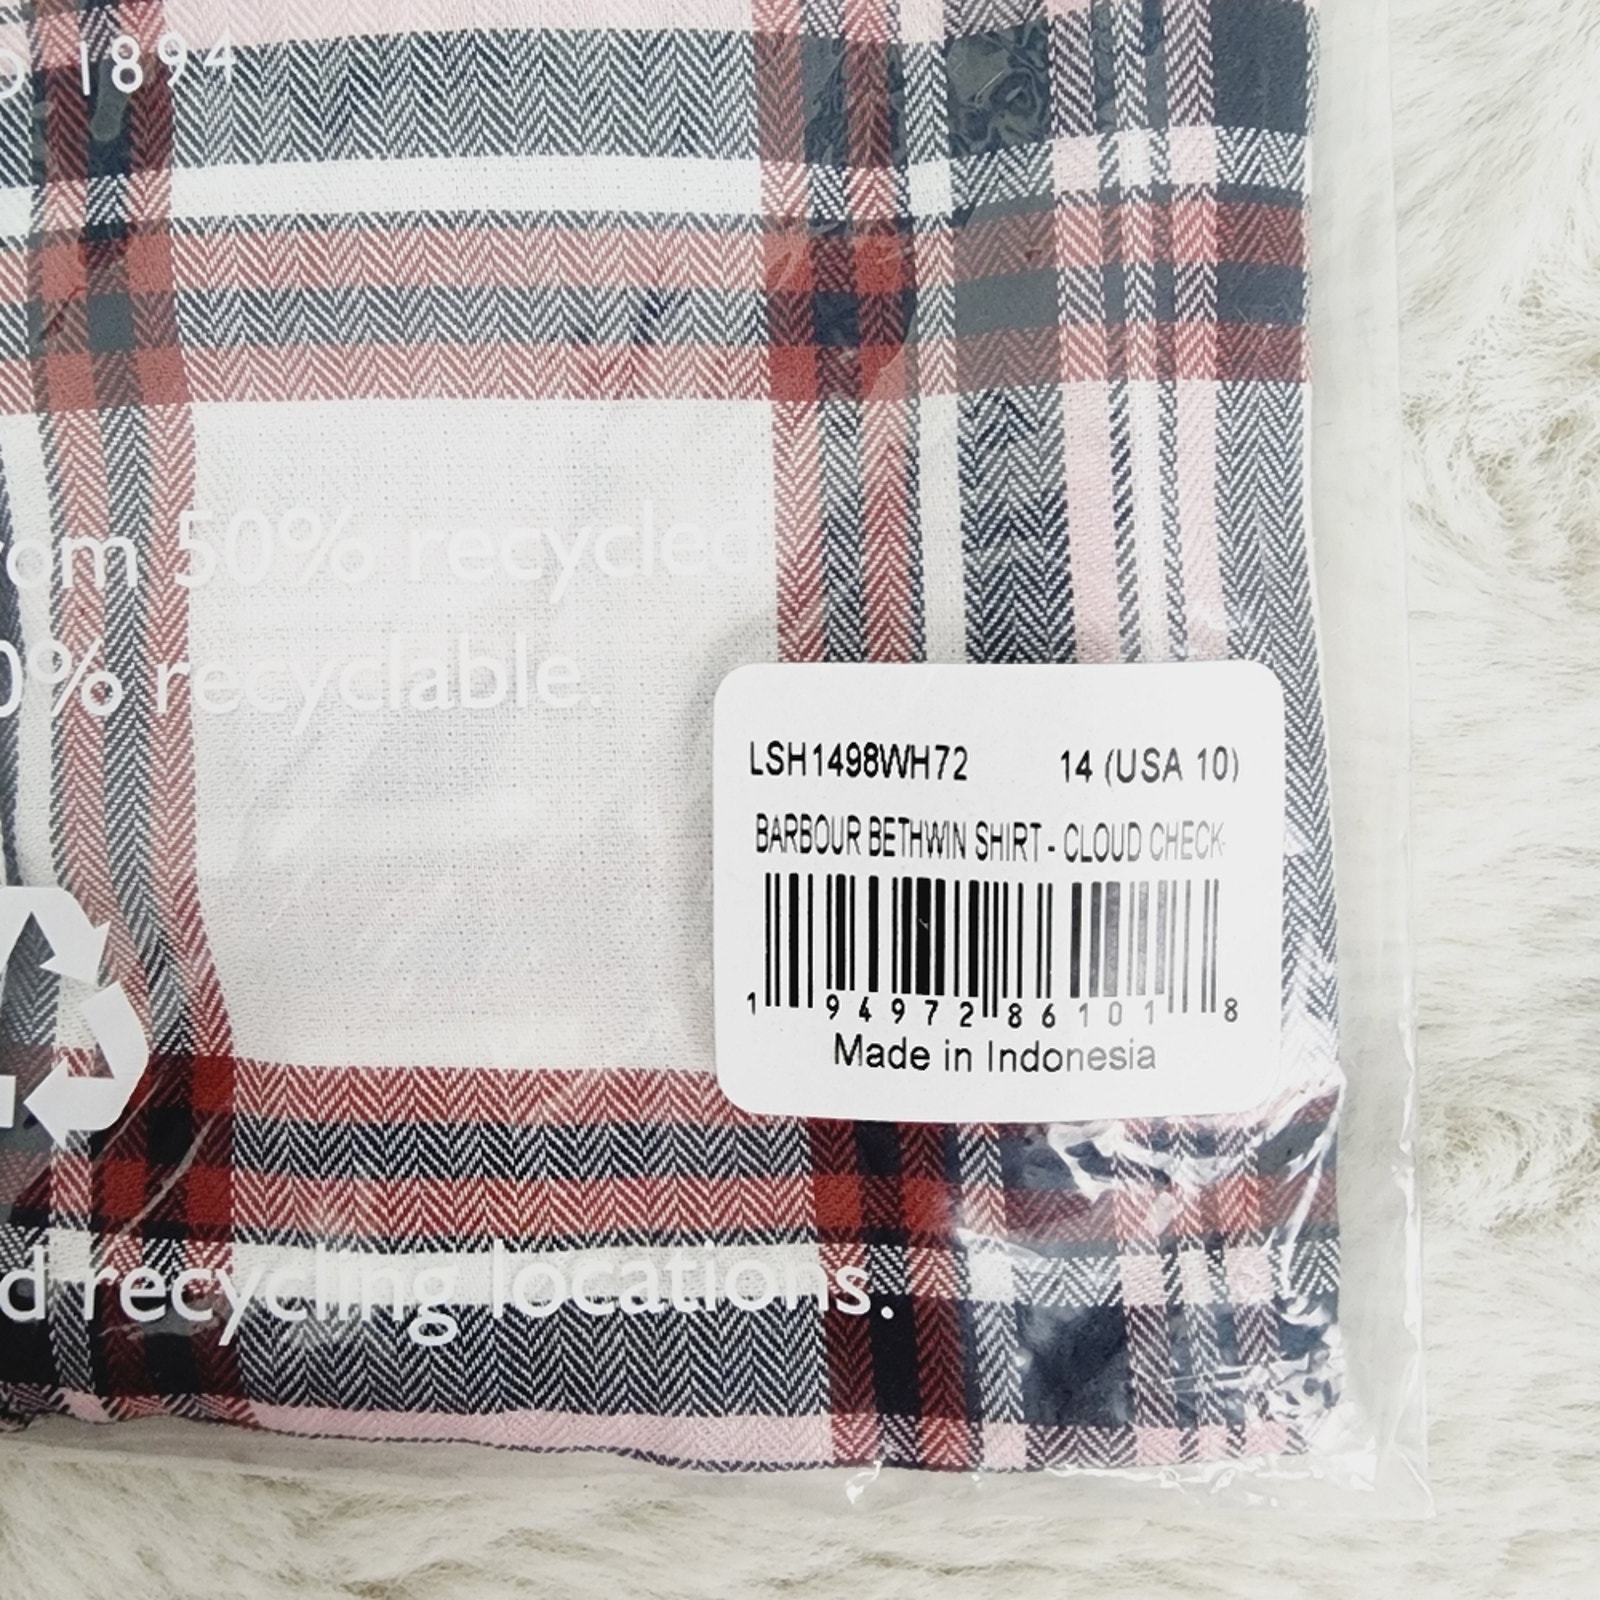 1894
from 50% recycled
0% recyclable.
LSH1498WH72 14 (USA 10)
BARBOUR BETHWIN SHIRT - CLOUD CHECK-
1 94972 86101 8
Made in Indonesia
d recycling locations.